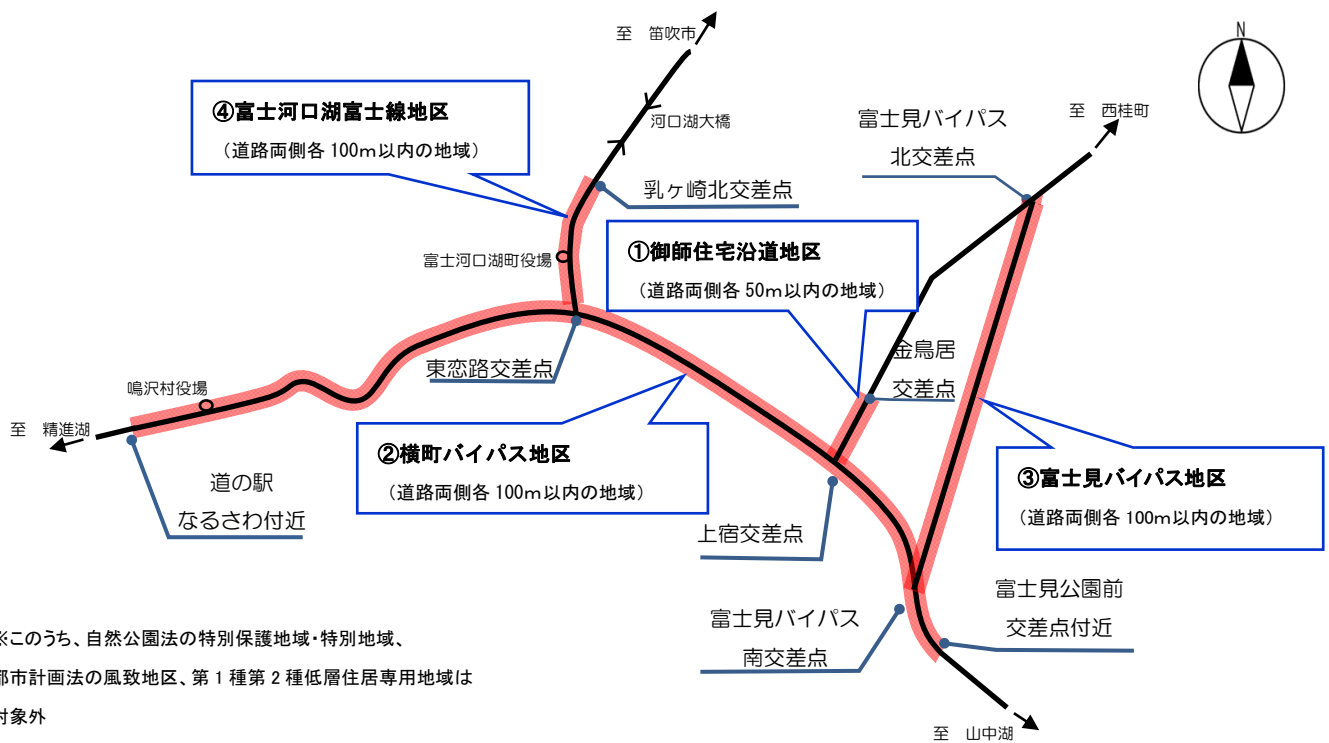 N
至 笛吹市
④富士河口湖富士線地区
（道路両側各 100ｍ以内の地域）
河口湖大橋
富士見バイパス
北交差点
至 西桂町
乳ヶ崎北交差点
①御師住宅沿道地区
（道路両側各 50ｍ以内の地域）
富士河口湖町役場
金鳥居
交差点
東恋路交差点
鳴沢村役場
至 精進湖
②横町バイパス地区
（道路両側各 100ｍ以内の地域）
③富士見バイパス地区
（道路両側各 100ｍ以内の地域）
道の駅
なるさわ付近
上宿交差点
富士見バイパス
南交差点
富士見公園前
交差点付近
※このうち、自然公園法の特別保護地域・特別地域、
都市計画法の風致地区、第１種第２種低層住居専用地域は
対象外
至 山中湖